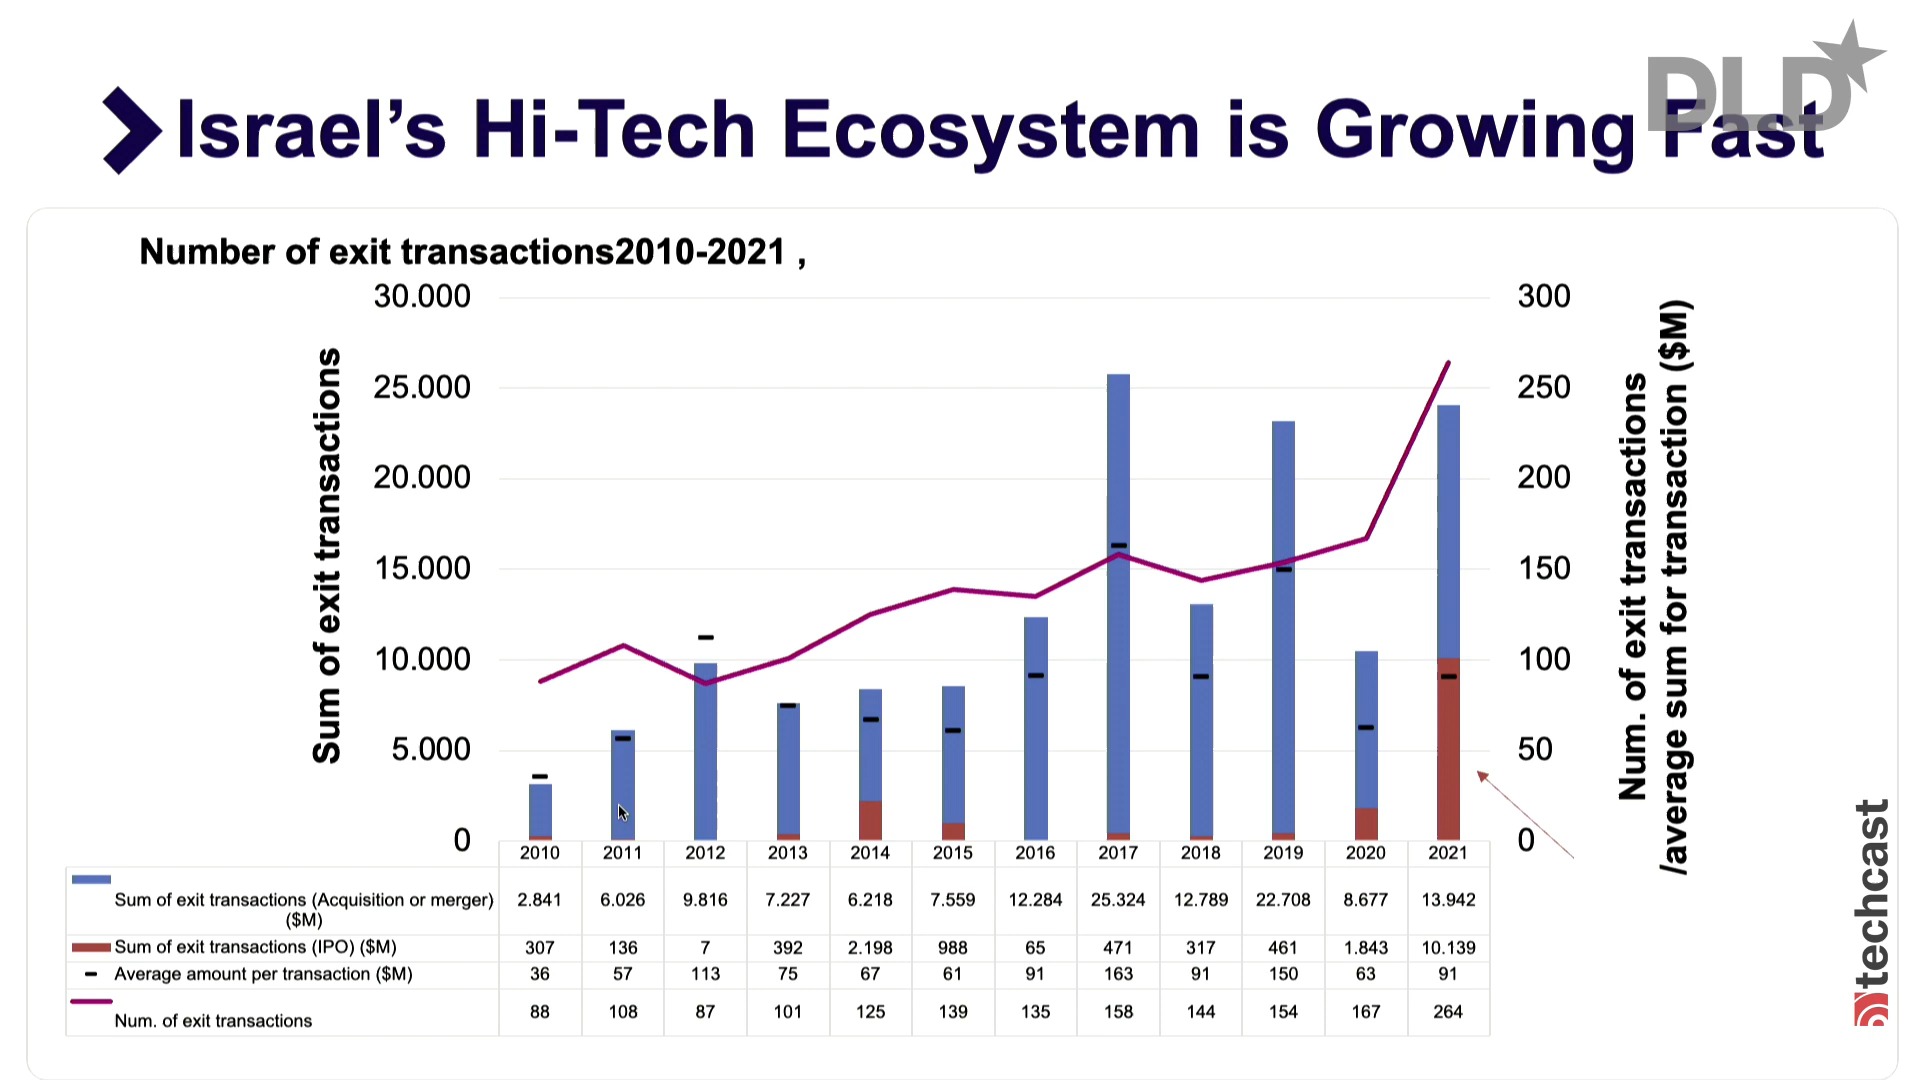 DLD
Israel’s Hi-Tech Ecosystem is Growing Fast
Number of exit transactions2010-2021 ,
Sum of exit transactions
30.000
25.000
20.000
15.000
10.000
5.000
0
300
250
200
150
100
50
0
Num. of exit transactions
/average sum for transaction ($M)
2010 2011 2012 2013 2014 2015 2016 2017 2018 2019 2020 2021
Sum of exit transactions (Acquisition or merger)
($M)
2.841 6.026 9.816 7.227 6.218 7.559 12.284 25.324 12.789 22.708 8.677 13.942
Sum of exit transactions (IPO) ($M) 307 136 7 392 2.198 988 65 471 317 461 1.843 10.139
Average amount per transaction ($M) 36 57 113 75 67 61 91 163 91 150 63 91
Num. of exit transactions 88 108 87 101 125 139 135 158 144 154 167 264
techcast